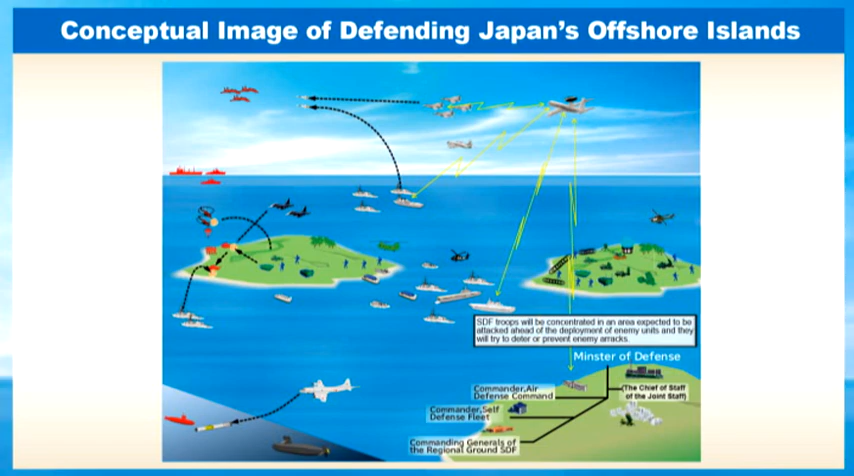 Conceptual Image of Defending Japan's Offshore Islands
SDF troops will be concentrated in an area expected to be
attacked ahead of the deployment of enemy units and they
will try to deter or prevent enemy arracks.
Minster of Defense
Commander,Air
Defense Command
(The Chief of Staff
of the Joint Staff)
Commander,Self
Defense Fleet
Commanding Generals of
the Regional Ground SDF